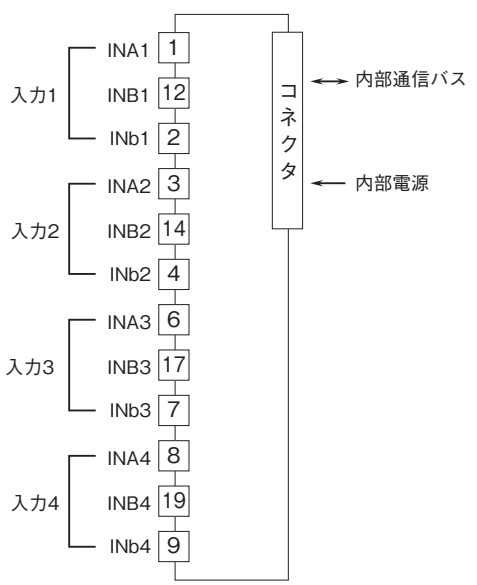 INA1 1
入力1 INB1 12
INb1 2
INA2 3
入力2 INB2 14
INb2 4
INA3 6
入力3 INB3 17
INb3 7
INA4 8
入力4 INB4 19
INb4 9
コネクタ
内部通信バス
内部電源